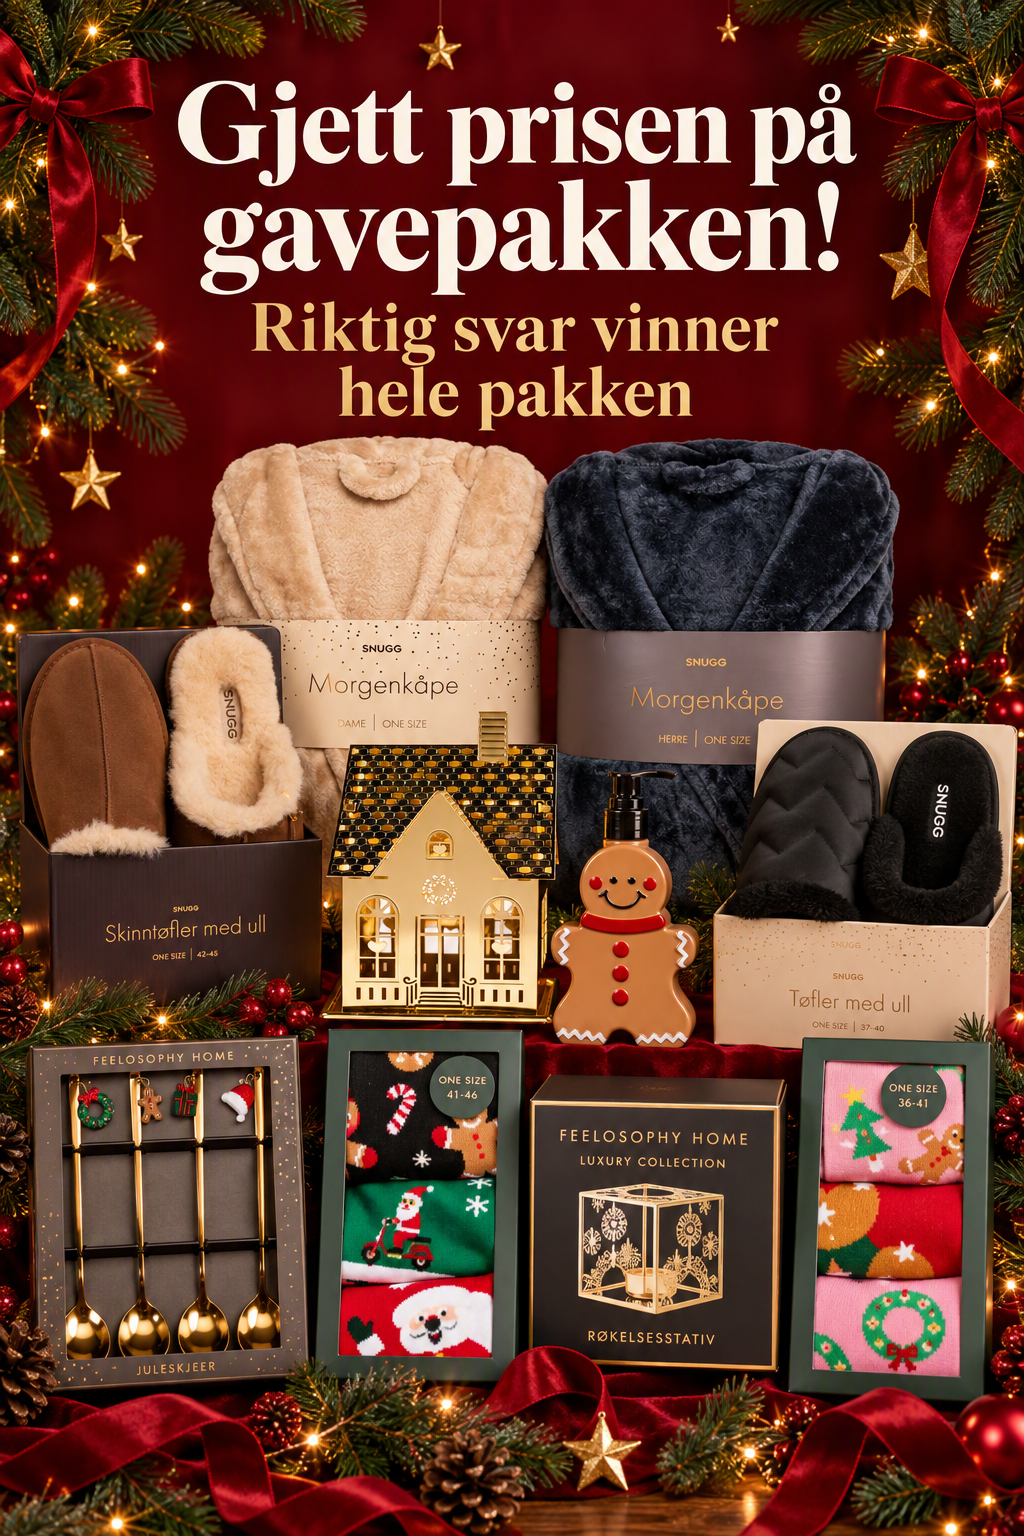 Gjett prisen på
gavepakken!
Riktig svar vinner
hele pakken
SNUGG
Morgenkåpe
DAME | ONE SIZE
SNUGG
Morgenkåpe
HERRE | ONE SIZE
SNUGG
SNUGG
Skinntøfler med ull
ONE SIZE | 42-45
SNUGG
SNUGG
SNUGG
Tøfler med ull
ONE SIZE | 37-40
FEELOSOPHY HOME
JULESKJEER
ONE SIZE
41-46
FEELOSOPHY HOME
LUXURY COLLECTION
RØKELSESSTATIV
ONE SIZE
36-41